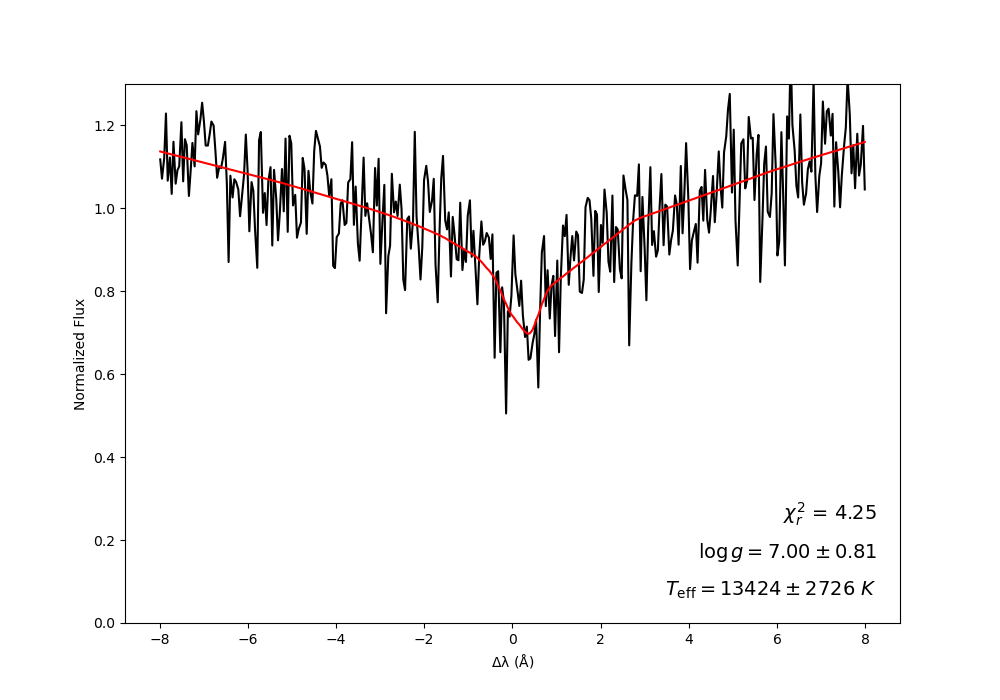 1.2
1.0
0.8
0.6
0.4
0.2
0.0
Normalized Flux
χ²ᵣ = 4.25
log g = 7.00 ± 0.81
T_eff = 13424 ± 2726 K
−8 −6 −4 −2 0 2 4 6 8
Δλ (Å)